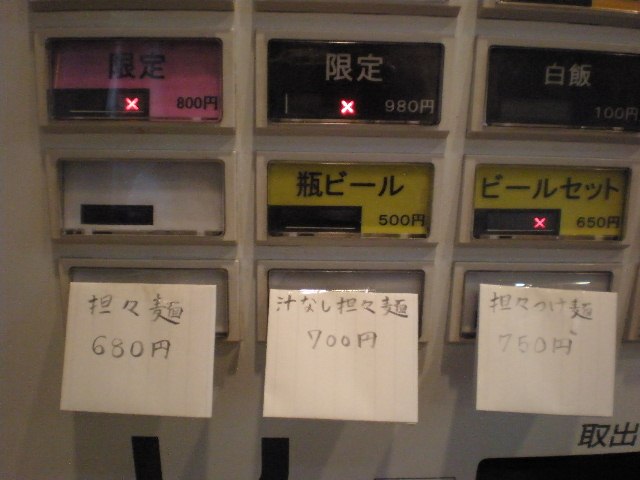 限定
× 800円
限定
× 980円
白飯
100円
瓶ビール
500円
ビールセット
× 650円
担々麺
680円
汁なし担々麺
700円
担々つけ麺
750円
取出